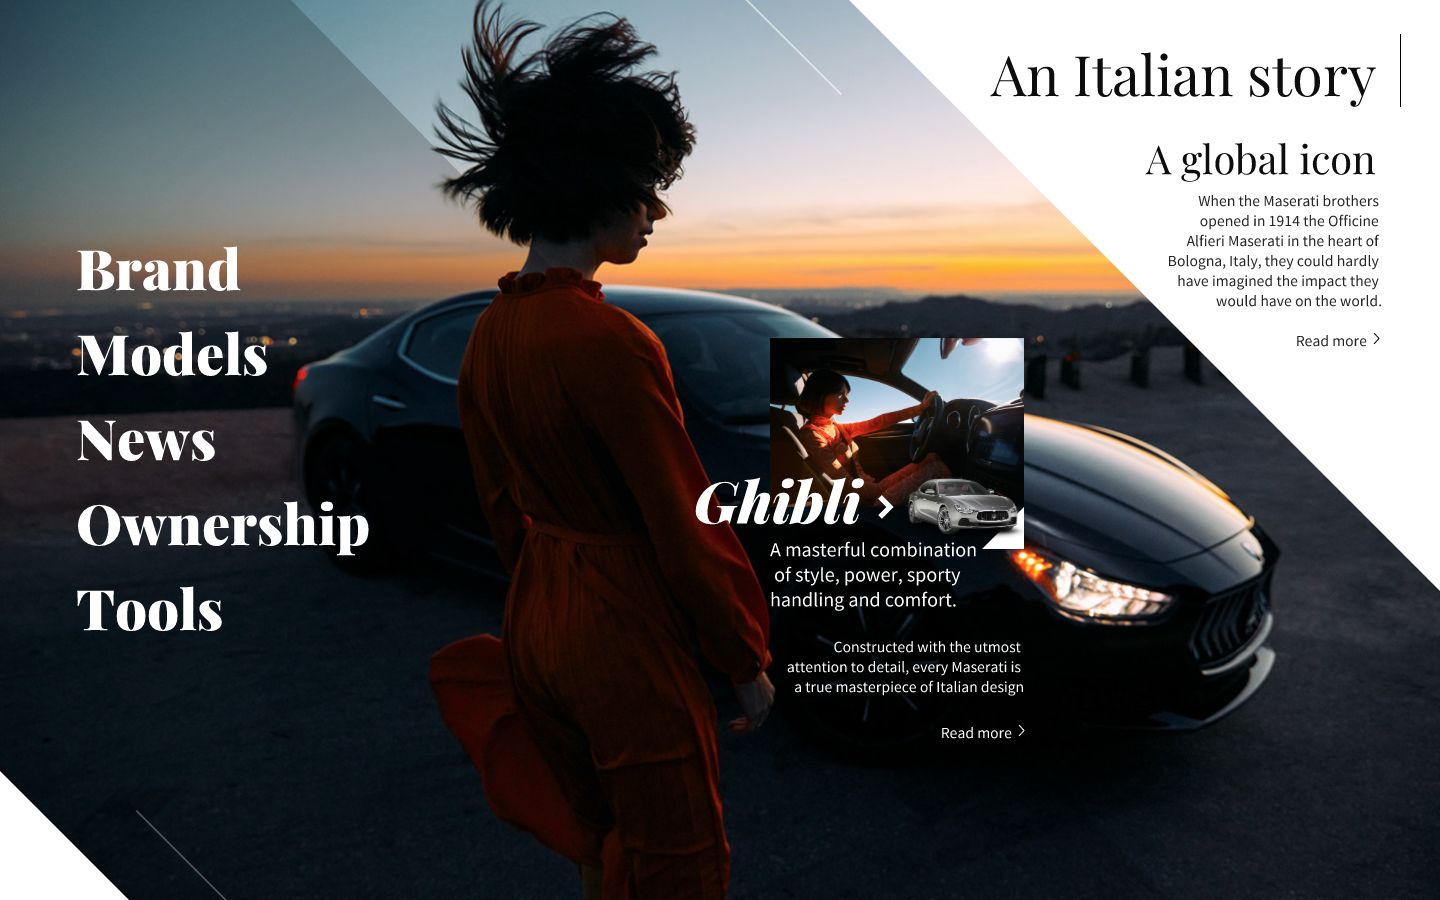 An Italian story
A global icon
When the Maserati brothers
opened in 1914 the Officine
Alfieri Maserati in the heart of
Bologna, Italy, they could hardly
have imagined the impact they
would have on the world.
Read more
Brand
Models
News
Ownership
Tools
Ghibli
A masterful combination
of style, power, sporty
handling and comfort.
Constructed with the utmost
attention to detail, every Maserati is
a true masterpiece of Italian design
Read more